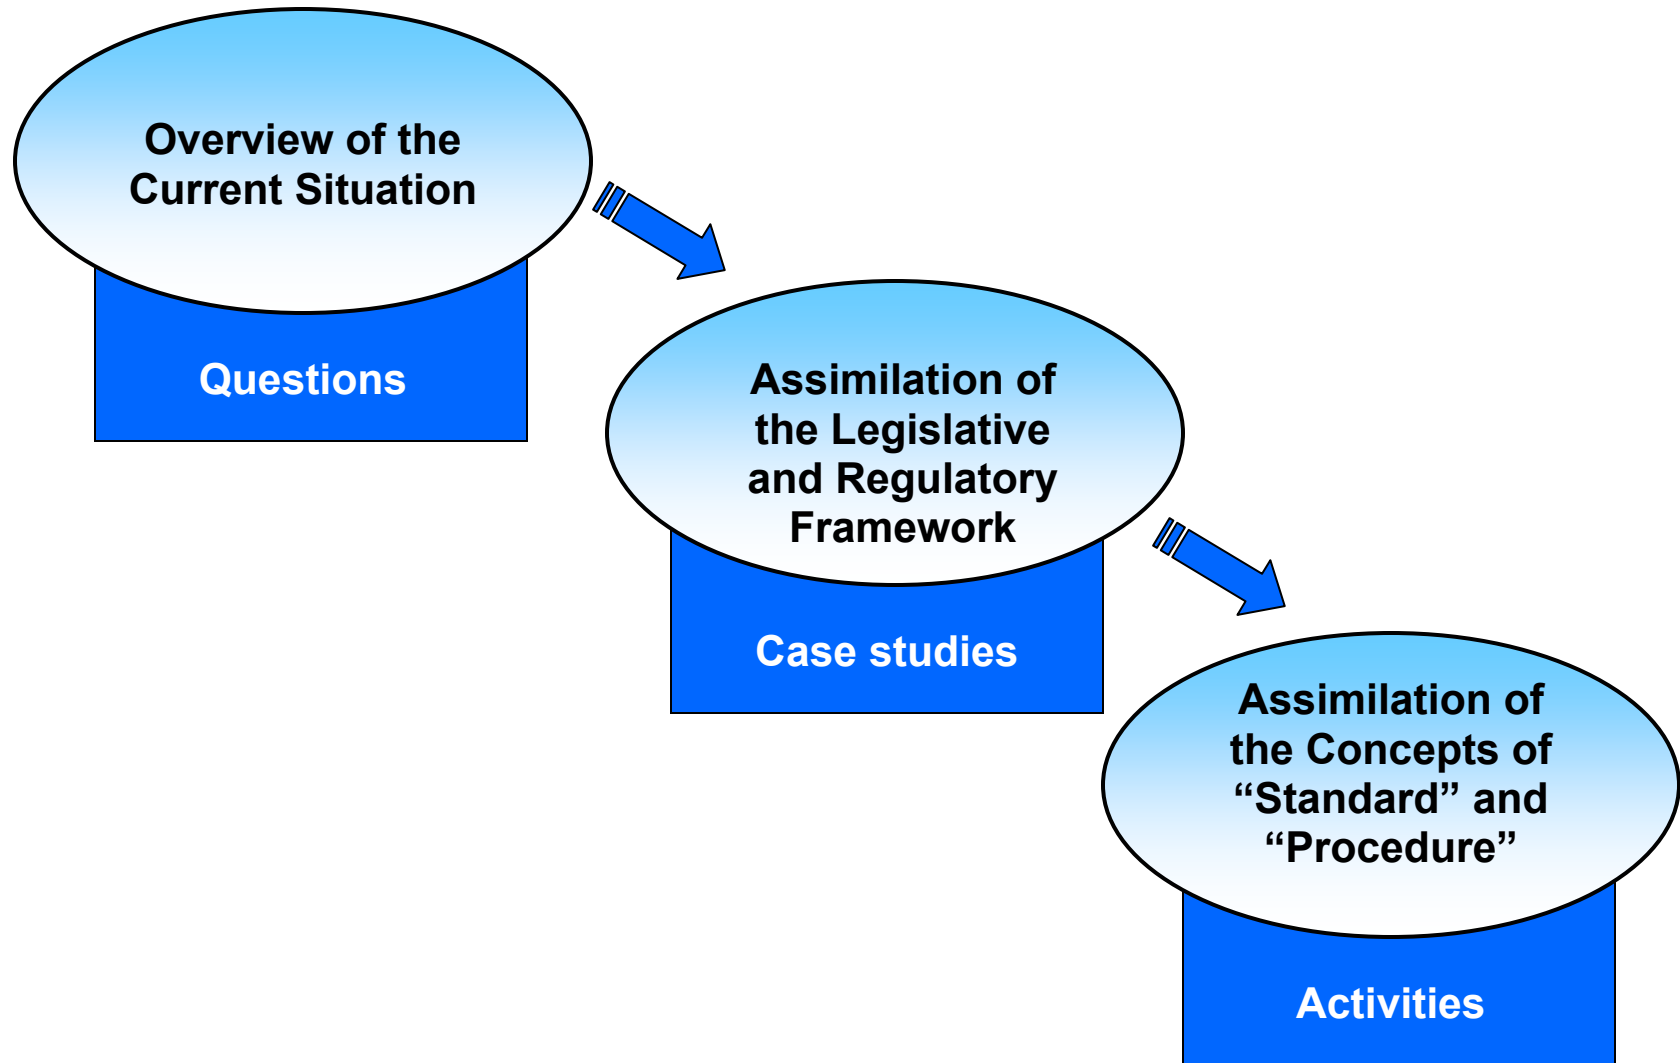 Overview of the
Current Situation
Questions
Assimilation of
the Legislative
and Regulatory
Framework
Case studies
Assimilation of
the Concepts of
“Standard” and
“Procedure”
Activities